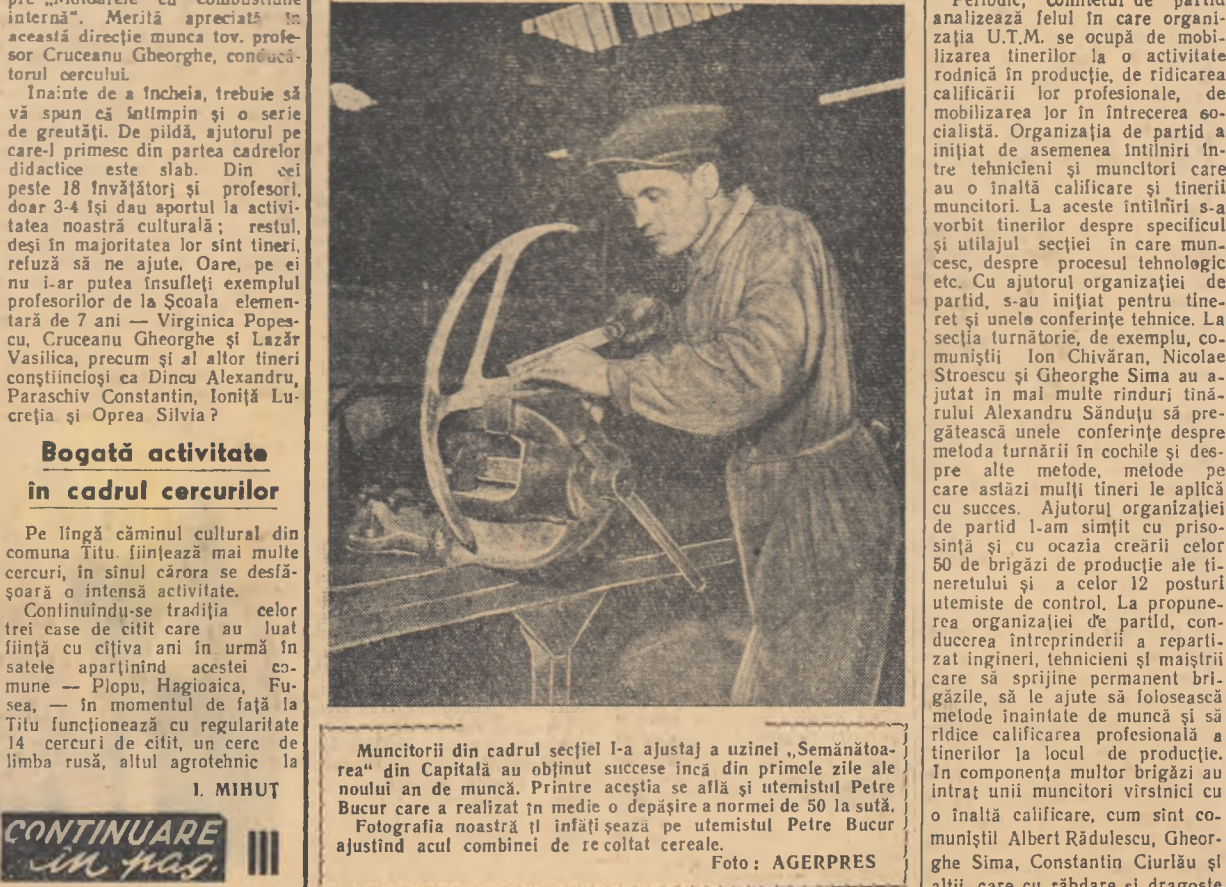 pre „Motoarele cu combustiune
internă“. Merită apreciată în
această direcție munca tov. profe-
sor Cruceanu Gheorghe, conducă-
torul cercului.
Inainte de a încheia, trebuie să
vă spun că întîmpin și o serie
de greutăți. De pildă, ajutorul pe
care-l primesc din partea cadrelor
didactice este slab. Din cei
peste 18 învățători și profesori,
doar 3-4 își dau aportul la activi-
tatea noastră culturală; restul,
deși în majoritatea lor sînt tineri,
refuză să ne ajute. Oare, pe ei
nu i-ar putea însufleți exemplul
profesorilor de la Școala elemen-
tară de 7 ani — Virginica Popes-
cu, Cruceanu Gheorghe și Lazăr
Vasilica, precum și al altor tineri
conștiincioși ca Dincu Alexandru,
Paraschiv Constantin, Ioniță Lu-
creția și Oprea Silvia?
Bogată activitate
în cadrul cercurilor
Pe lîngă căminul cultural din
comuna Titu. ființează mai multe
cercuri, în sînul cărora se desfă-
șoară o intensă activitate.
Continuîndu-se tradiția celor
trei case de citit care au luat
ființă cu cîțiva ani în urmă în
satele aparținînd acestei co-
mune — Plopu, Hagioaica, Fu-
sea, — în momentul de față la
Titu funcționează cu regularitate
14 cercuri de citit, un cerc de
limba rusă, altul agrotehnic la
I. MIHUȚ
CONTINUARE
în pag. III
Muncitorii din cadrul secției I-a ajustaj a uzinei „Semănătoa-
rea“ din Capitală au obținut succese încă din primele zile ale
noului an de muncă. Printre aceștia se află și utemistul Petre
Bucur care a realizat în medie o depășire a normei de 50 la sută.
Fotografia noastră îl înfățișează pe utemistul Petre Bucur
ajustînd acul combinei de recoltat cereale.
Foto: AGERPRES
Periodic, comitetul de partid
analizează felul în care organi-
zația U.T.M. se ocupă de mobi-
lizarea tinerilor la o activitate
rodnică în producție, de ridicarea
calificării lor profesionale, de
mobilizarea lor în întrecerea so-
cialistă. Organizația de partid a
inițiat de asemenea întîlniri în-
tre tehnicieni și muncitori care
au o înaltă calificare și tinerii
muncitori. La aceste întîlniri s-a
vorbit tinerilor despre specificul
și utilajul secției în care mun-
cesc, despre procesul tehnologic
etc. Cu ajutorul organizației de
partid, s-au inițiat pentru tine-
ret și unele conferințe tehnice. La
secția turnătorie, de exemplu, co-
muniștii Ion Chivăran, Nicolae
Stroescu și Gheorghe Sima au a-
jutat în mai multe rînduri tînă-
rului Alexandru Sănduțu să pre-
gătească unele conferințe despre
metoda turnării în cochile și des-
pre alte metode, metode pe
care astăzi mulți tineri le aplică
cu succes. Ajutorul organizației
de partid l-am simțit cu priso-
sință și cu ocazia creării celor
50 de brigăzi de producție ale ti-
neretului și a celor 12 posturi
utemiste de control. La propune-
rea organizației de partid, con-
ducerea întreprinderii a reparti-
zat ingineri, tehnicieni și maiștrii
care să sprijine permanent bri-
găzile, să le ajute să folosească
metode înaintate de muncă și să
ridice calificarea profesională a
tinerilor la locul de producție.
In componența multor brigăzi au
intrat unii muncitori vîrstnici cu
o înaltă calificare, cum sînt co-
muniștii Albert Rădulescu, Gheor-
ghe Sima, Constantin Ciurlău și
alții, care cu răbdare și dragoste